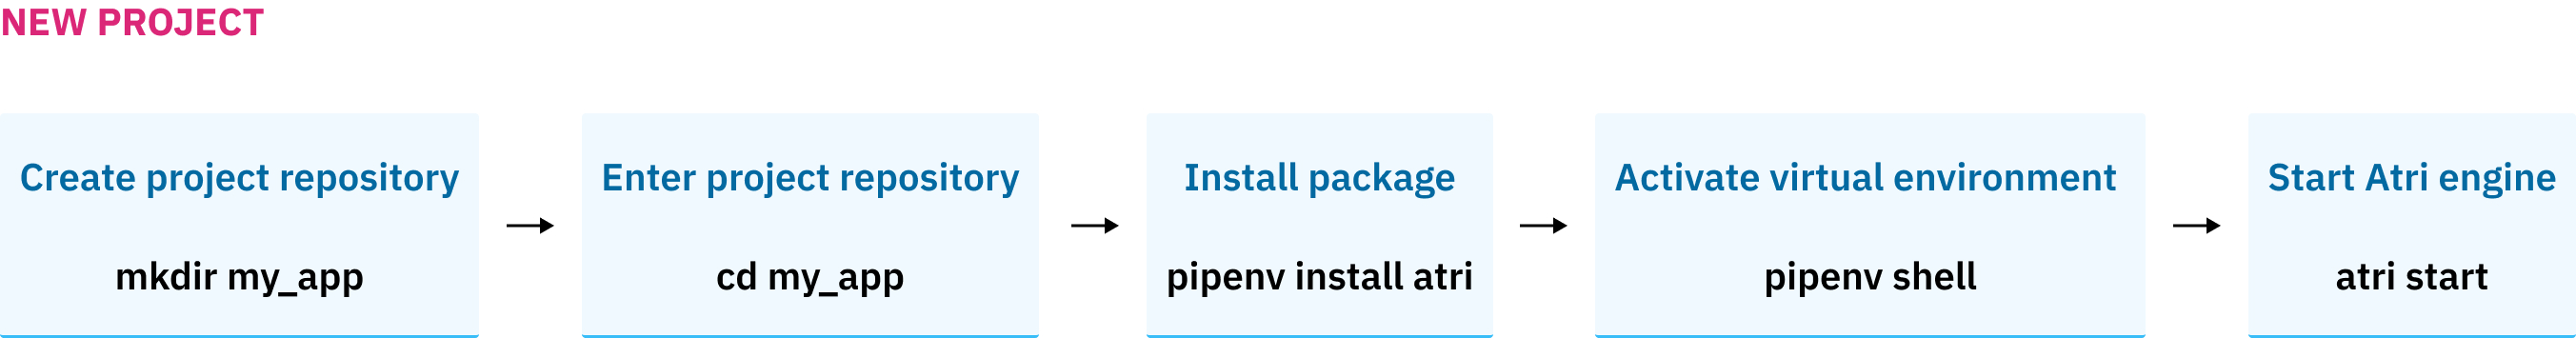 NEW PROJECT
Create project repository
mkdir my_app
Enter project repository
cd my_app
Install package
pipenv install atri
Activate virtual environment
pipenv shell
Start Atri engine
atri start